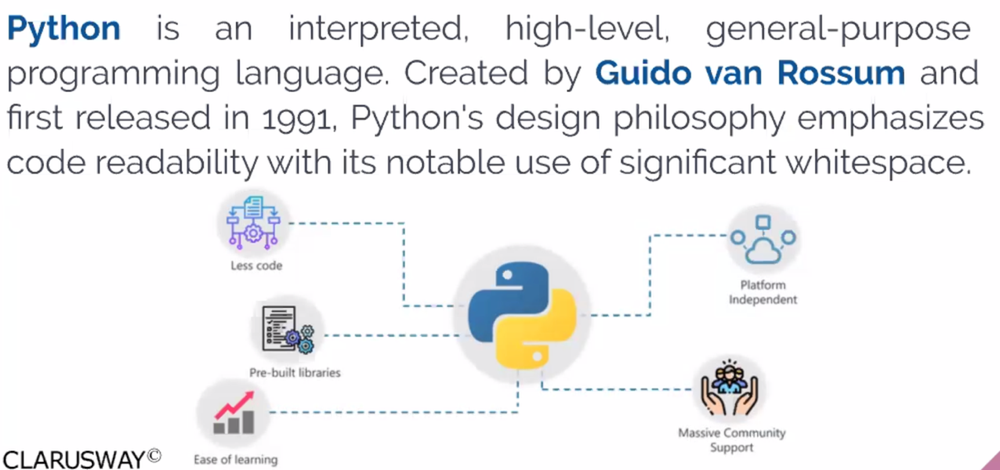 Python is an interpreted, high-level, general-purpose
programming language. Created by Guido van Rossum and
first released in 1991, Python's design philosophy emphasizes
code readability with its notable use of significant whitespace.
Less code
Platform
Independent
Pre-built libraries
Massive Community
Support
Ease of learning
CLARUSWAY©